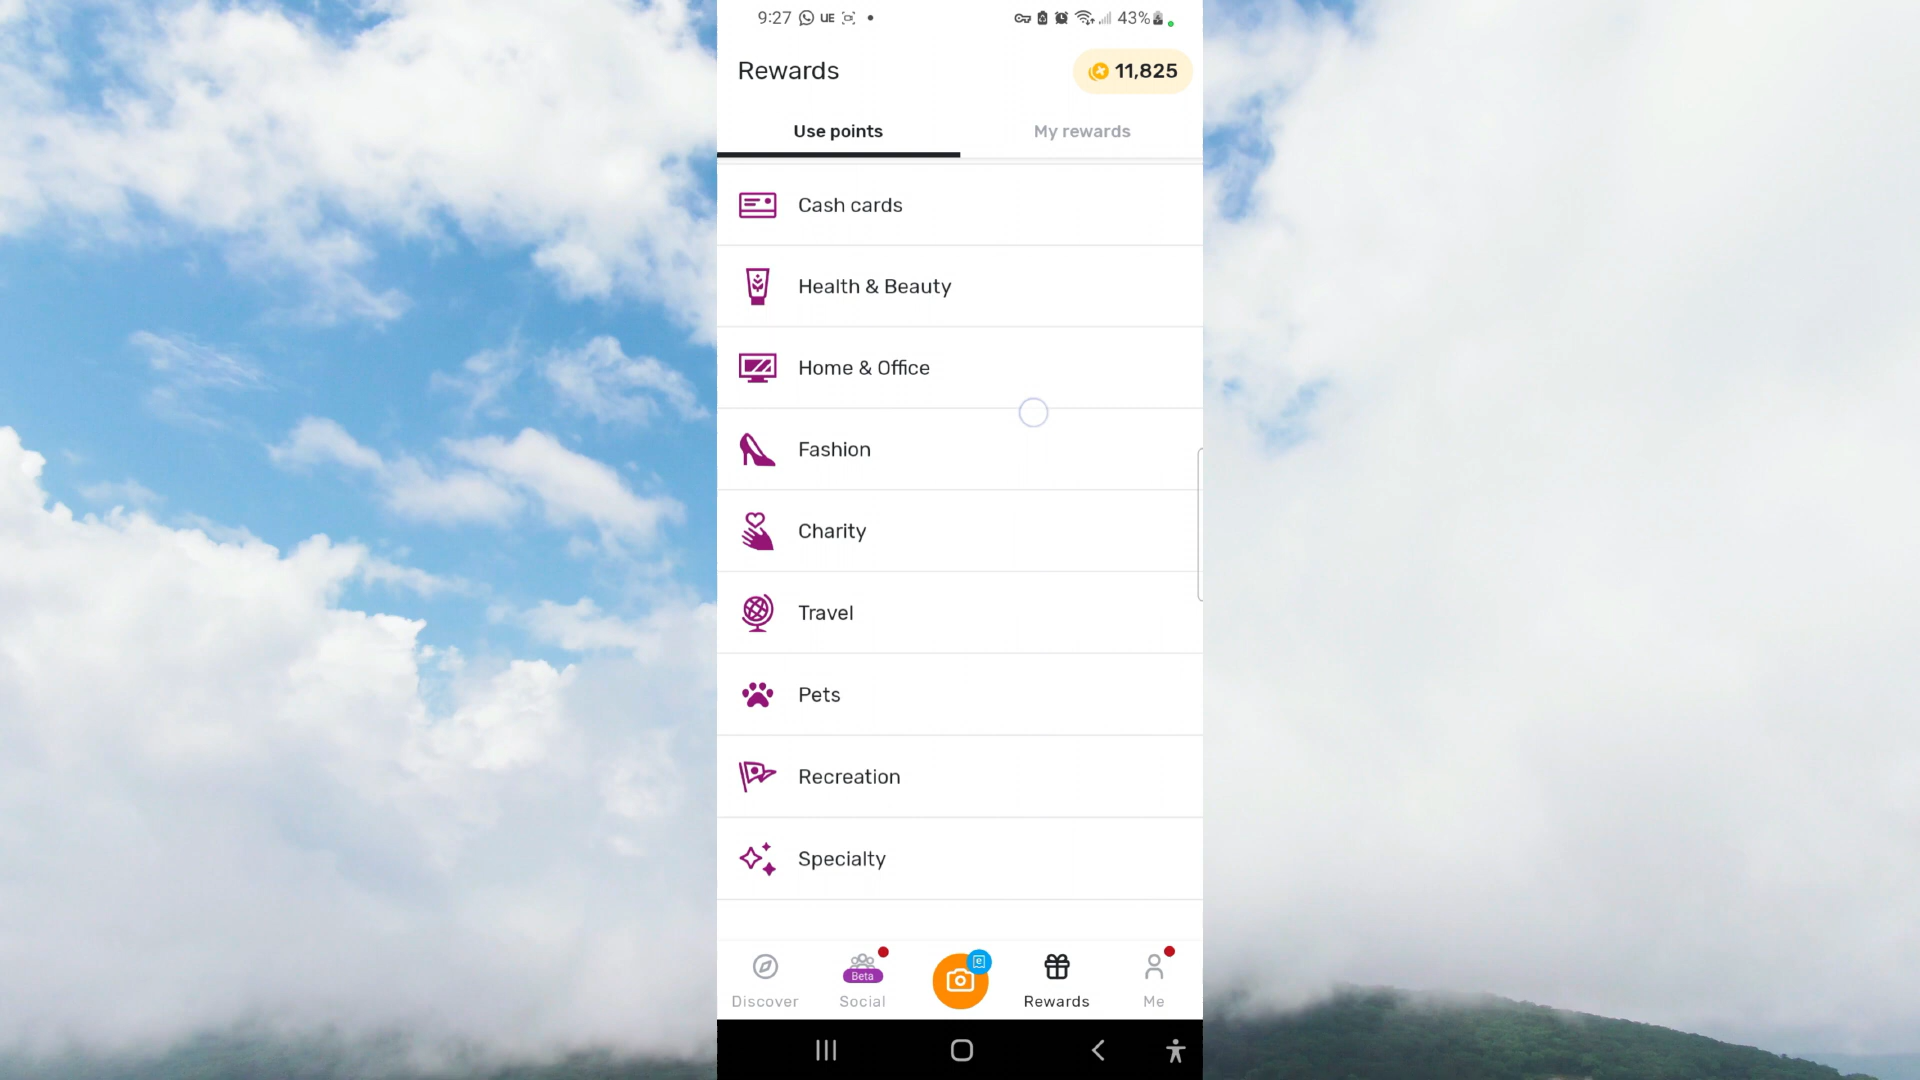 9:27 UE 43%
Rewards 11,825
Use points My rewards
Cash cards
Health & Beauty
Home & Office
Fashion
Charity
Travel
Pets
Recreation
Specialty
Beta
Discover Social Rewards Me